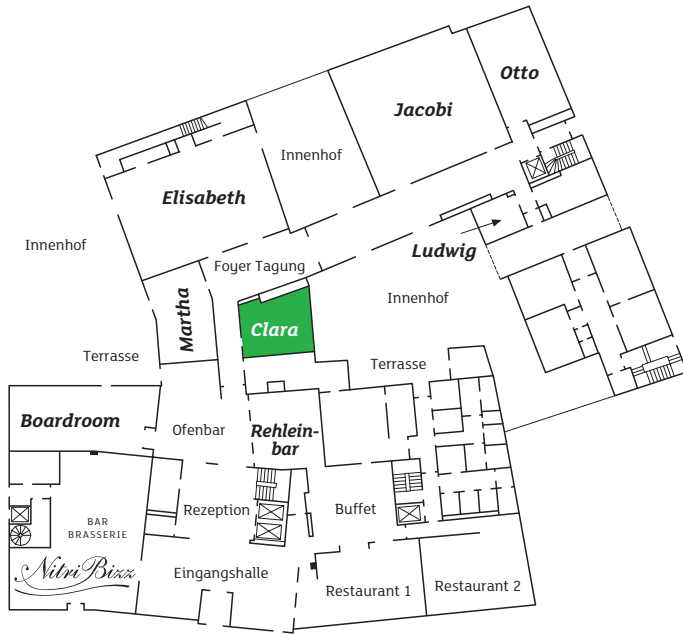 Otto
Jacobi
Innenhof
Elisabeth
Innenhof
Ludwig
Foyer Tagung
Innenhof
Martha
Clara
Terrasse
Terrasse
Boardroom
Ofenbar
Rehlein-
bar
Rezeption
Buffet
BAR
BRASSERIE
NitriBizz
Eingangshalle
Restaurant 1
Restaurant 2